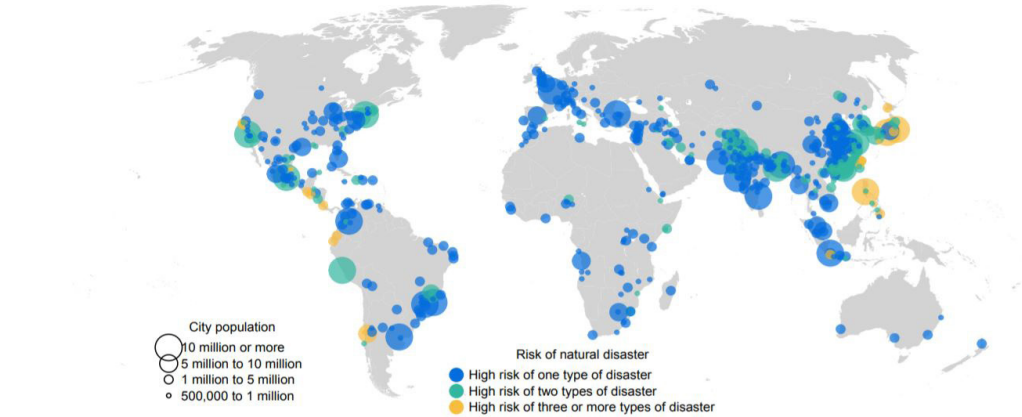 City population
10 million or more
5 million to 10 million
1 million to 5 million
500,000 to 1 million
Risk of natural disaster
High risk of one type of disaster
High risk of two types of disaster
High risk of three or more types of disaster